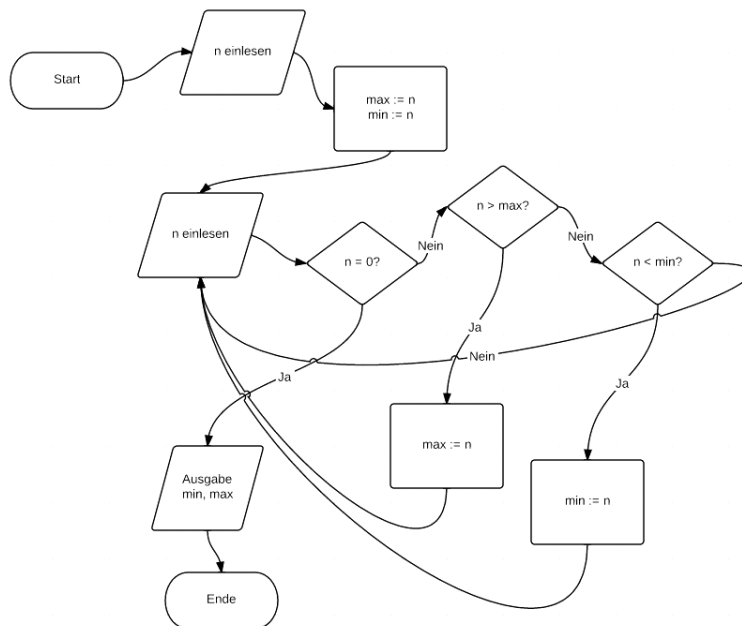 Start
n einlesen
max := n
min := n
n einlesen
n = 0?
Nein
n > max?
Nein
n < min?
Ja
Nein
Ja
Ja
max := n
min := n
Ausgabe
min, max
Ende